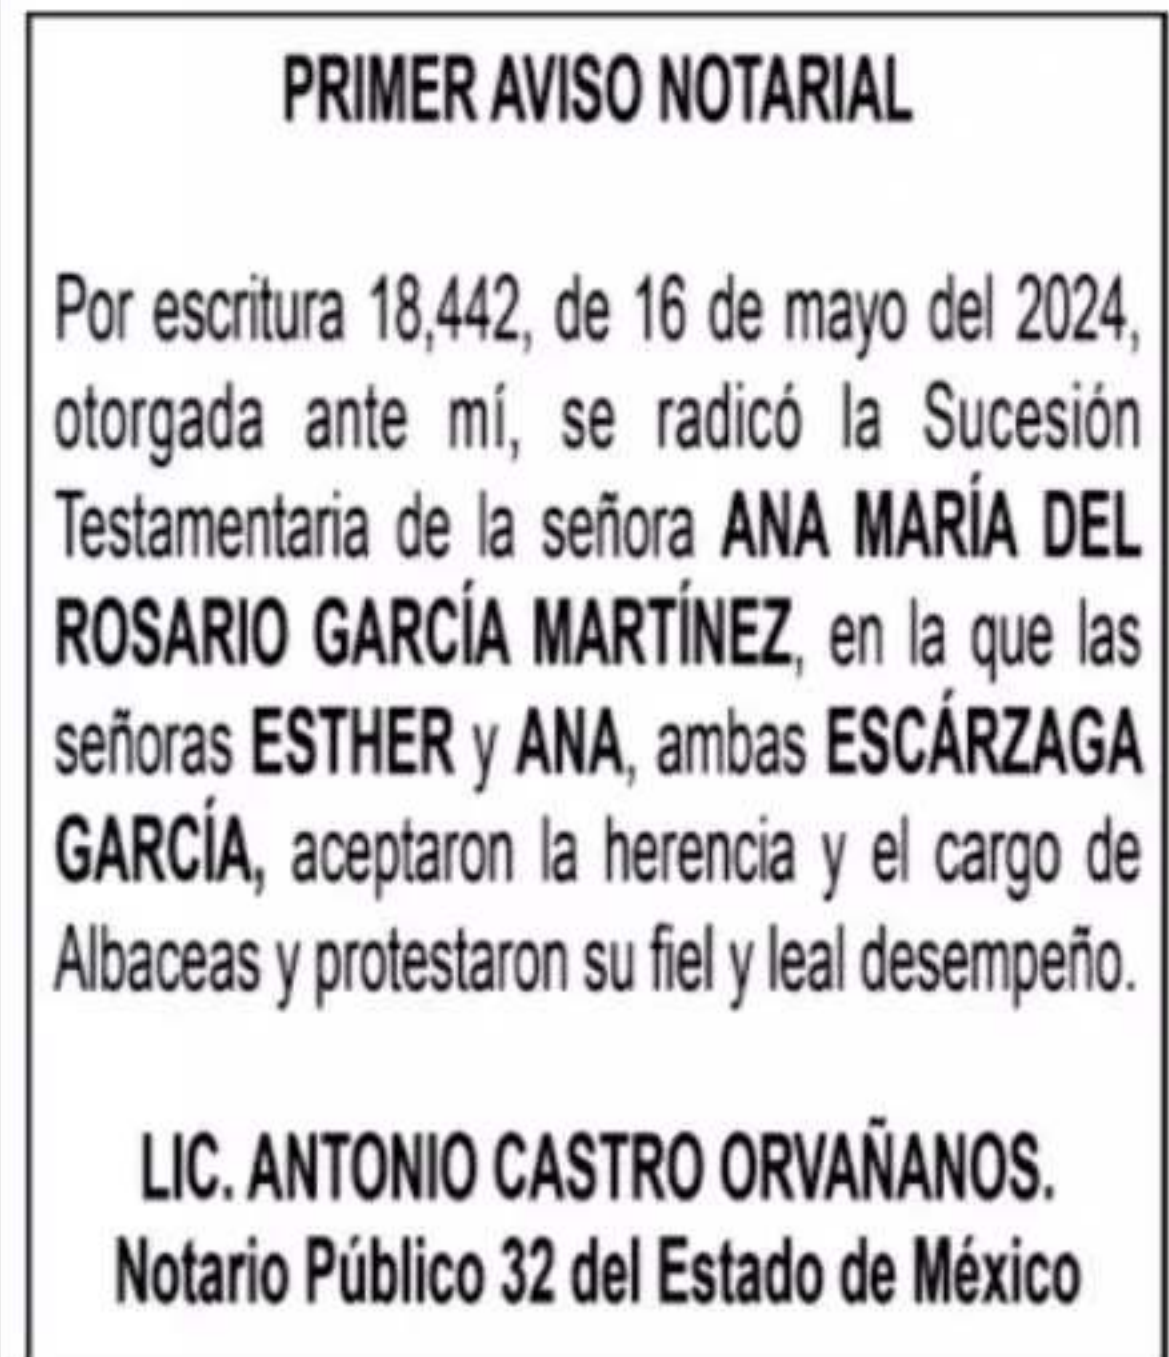 PRIMER AVISO NOTARIAL
Por escritura 18,442, de 16 de mayo del 2024,
otorgada ante mí, se radicó la Sucesión
Testamentaria de la señora ANA MARÍA DEL
ROSARIO GARCÍA MARTÍNEZ, en la que las
señoras ESTHER y ANA, ambas ESCÁRZAGA
GARCÍA, aceptaron la herencia y el cargo de
Albaceas y protestaron su fiel y leal desempeño.
LIC. ANTONIO CASTRO ORVAÑANOS.
Notario Público 32 del Estado de México